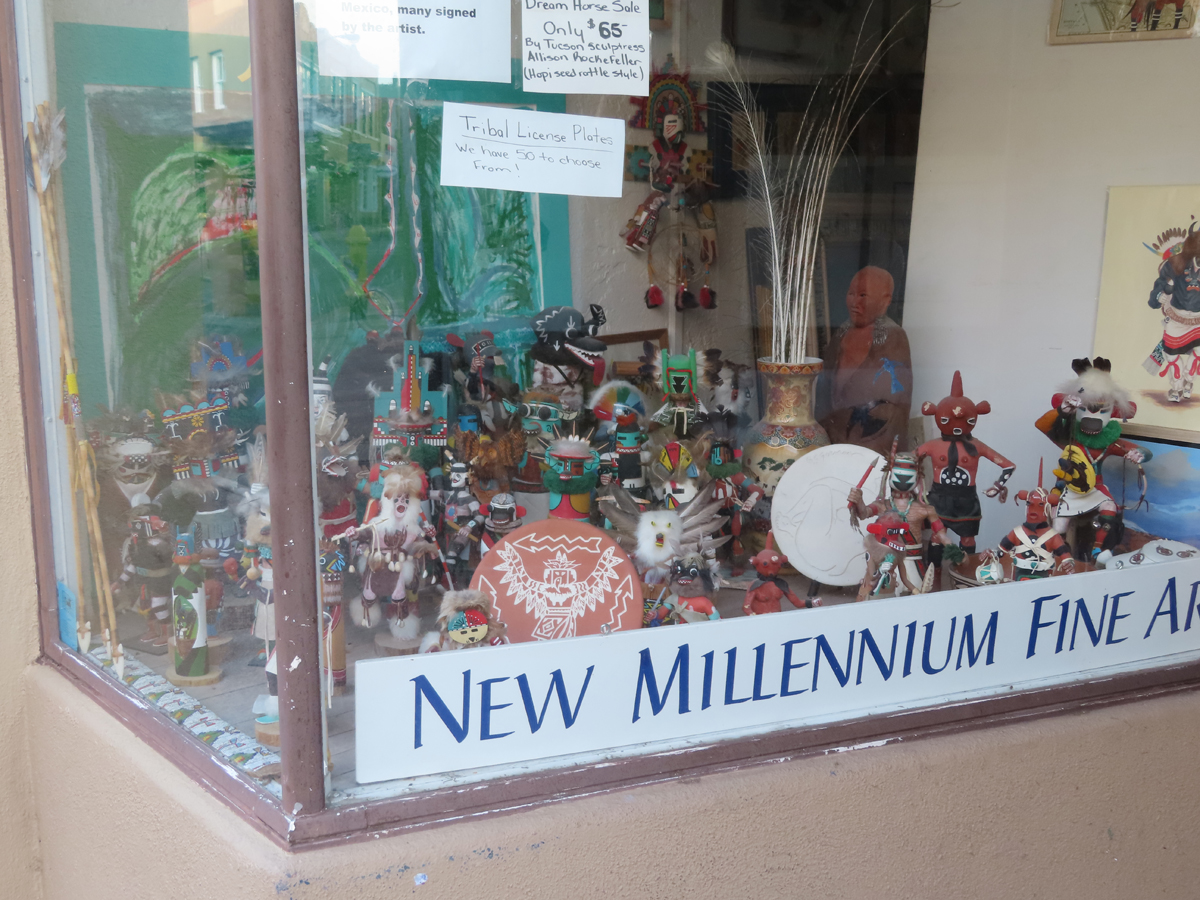 Mexico, many signed
by the artist.
Dream Horse Sale
Only $65-
By Tucson sculptress
Allison Rockefeller
(Hopi seed rattle style)
Tribal License Plates
We have 50 to choose
from!
NEW MILLENNIUM FINE AR